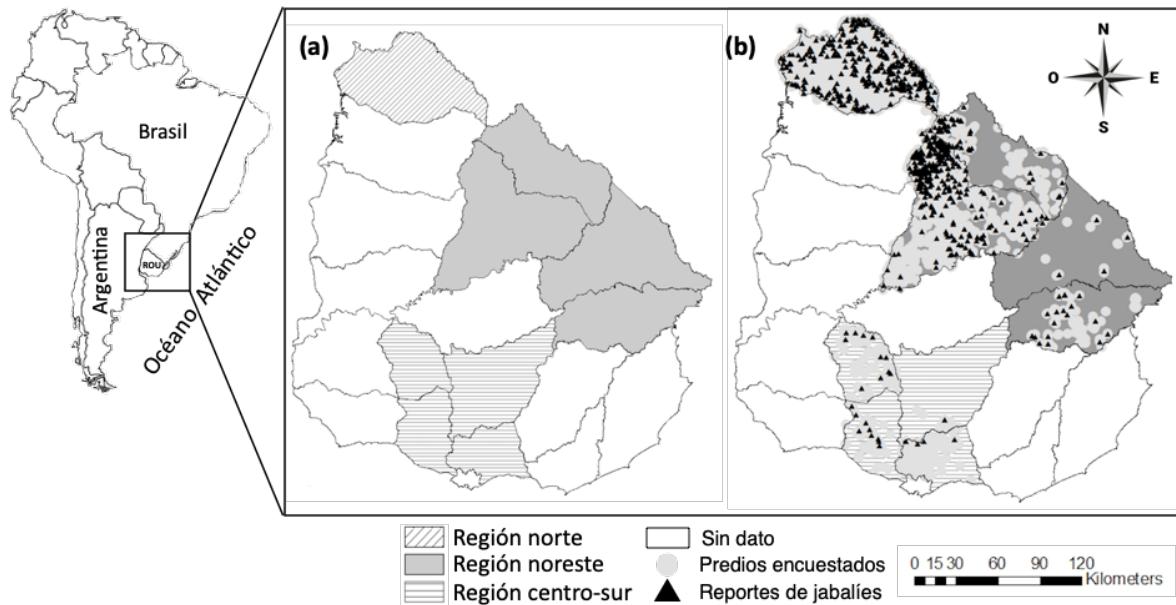 Brasil
Argentina
ROU
Océano Atlántico
(a)
(b)
N
O
E
S
Región norte
Región noreste
Región centro-sur
Sin dato
Predios encuestados
Reportes de jabalíes
0 15 30 60 90 120
Kilometers